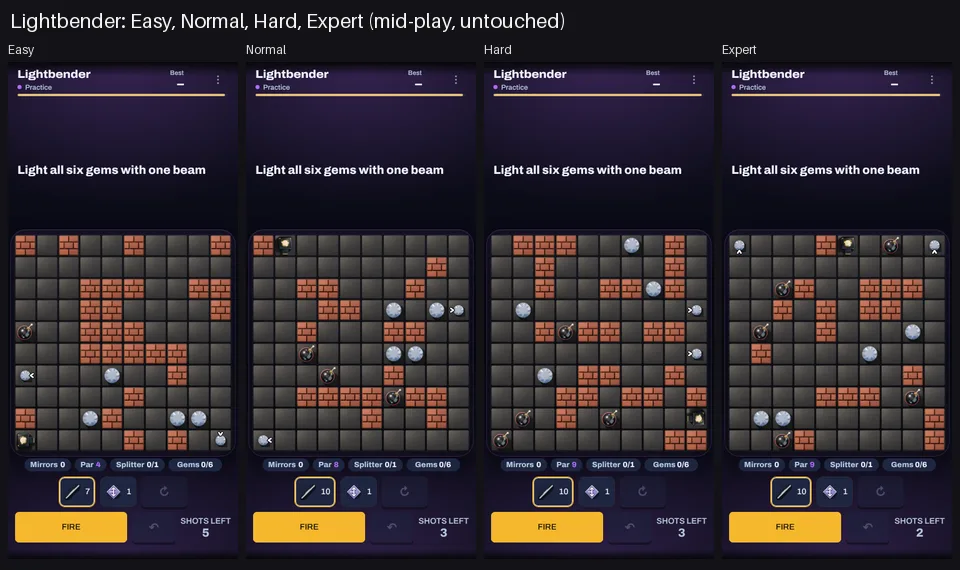 Lightbender: Easy, Normal, Hard, Expert (mid-play, untouched)
Easy
Lightbender
Practice
Best
–
Light all six gems with one beam
Mirrors 0
Par 4
Splitter 0/1
Gems 0/6
7
1
FIRE
SHOTS LEFT
5
Normal
Lightbender
Practice
Best
–
Light all six gems with one beam
Mirrors 0
Par 8
Splitter 0/1
Gems 0/6
10
1
FIRE
SHOTS LEFT
3
Hard
Lightbender
Practice
Best
–
Light all six gems with one beam
Mirrors 0
Par 9
Splitter 0/1
Gems 0/6
10
1
FIRE
SHOTS LEFT
3
Expert
Lightbender
Practice
Best
–
Light all six gems with one beam
Mirrors 0
Par 9
Splitter 0/1
Gems 0/6
10
1
FIRE
SHOTS LEFT
2